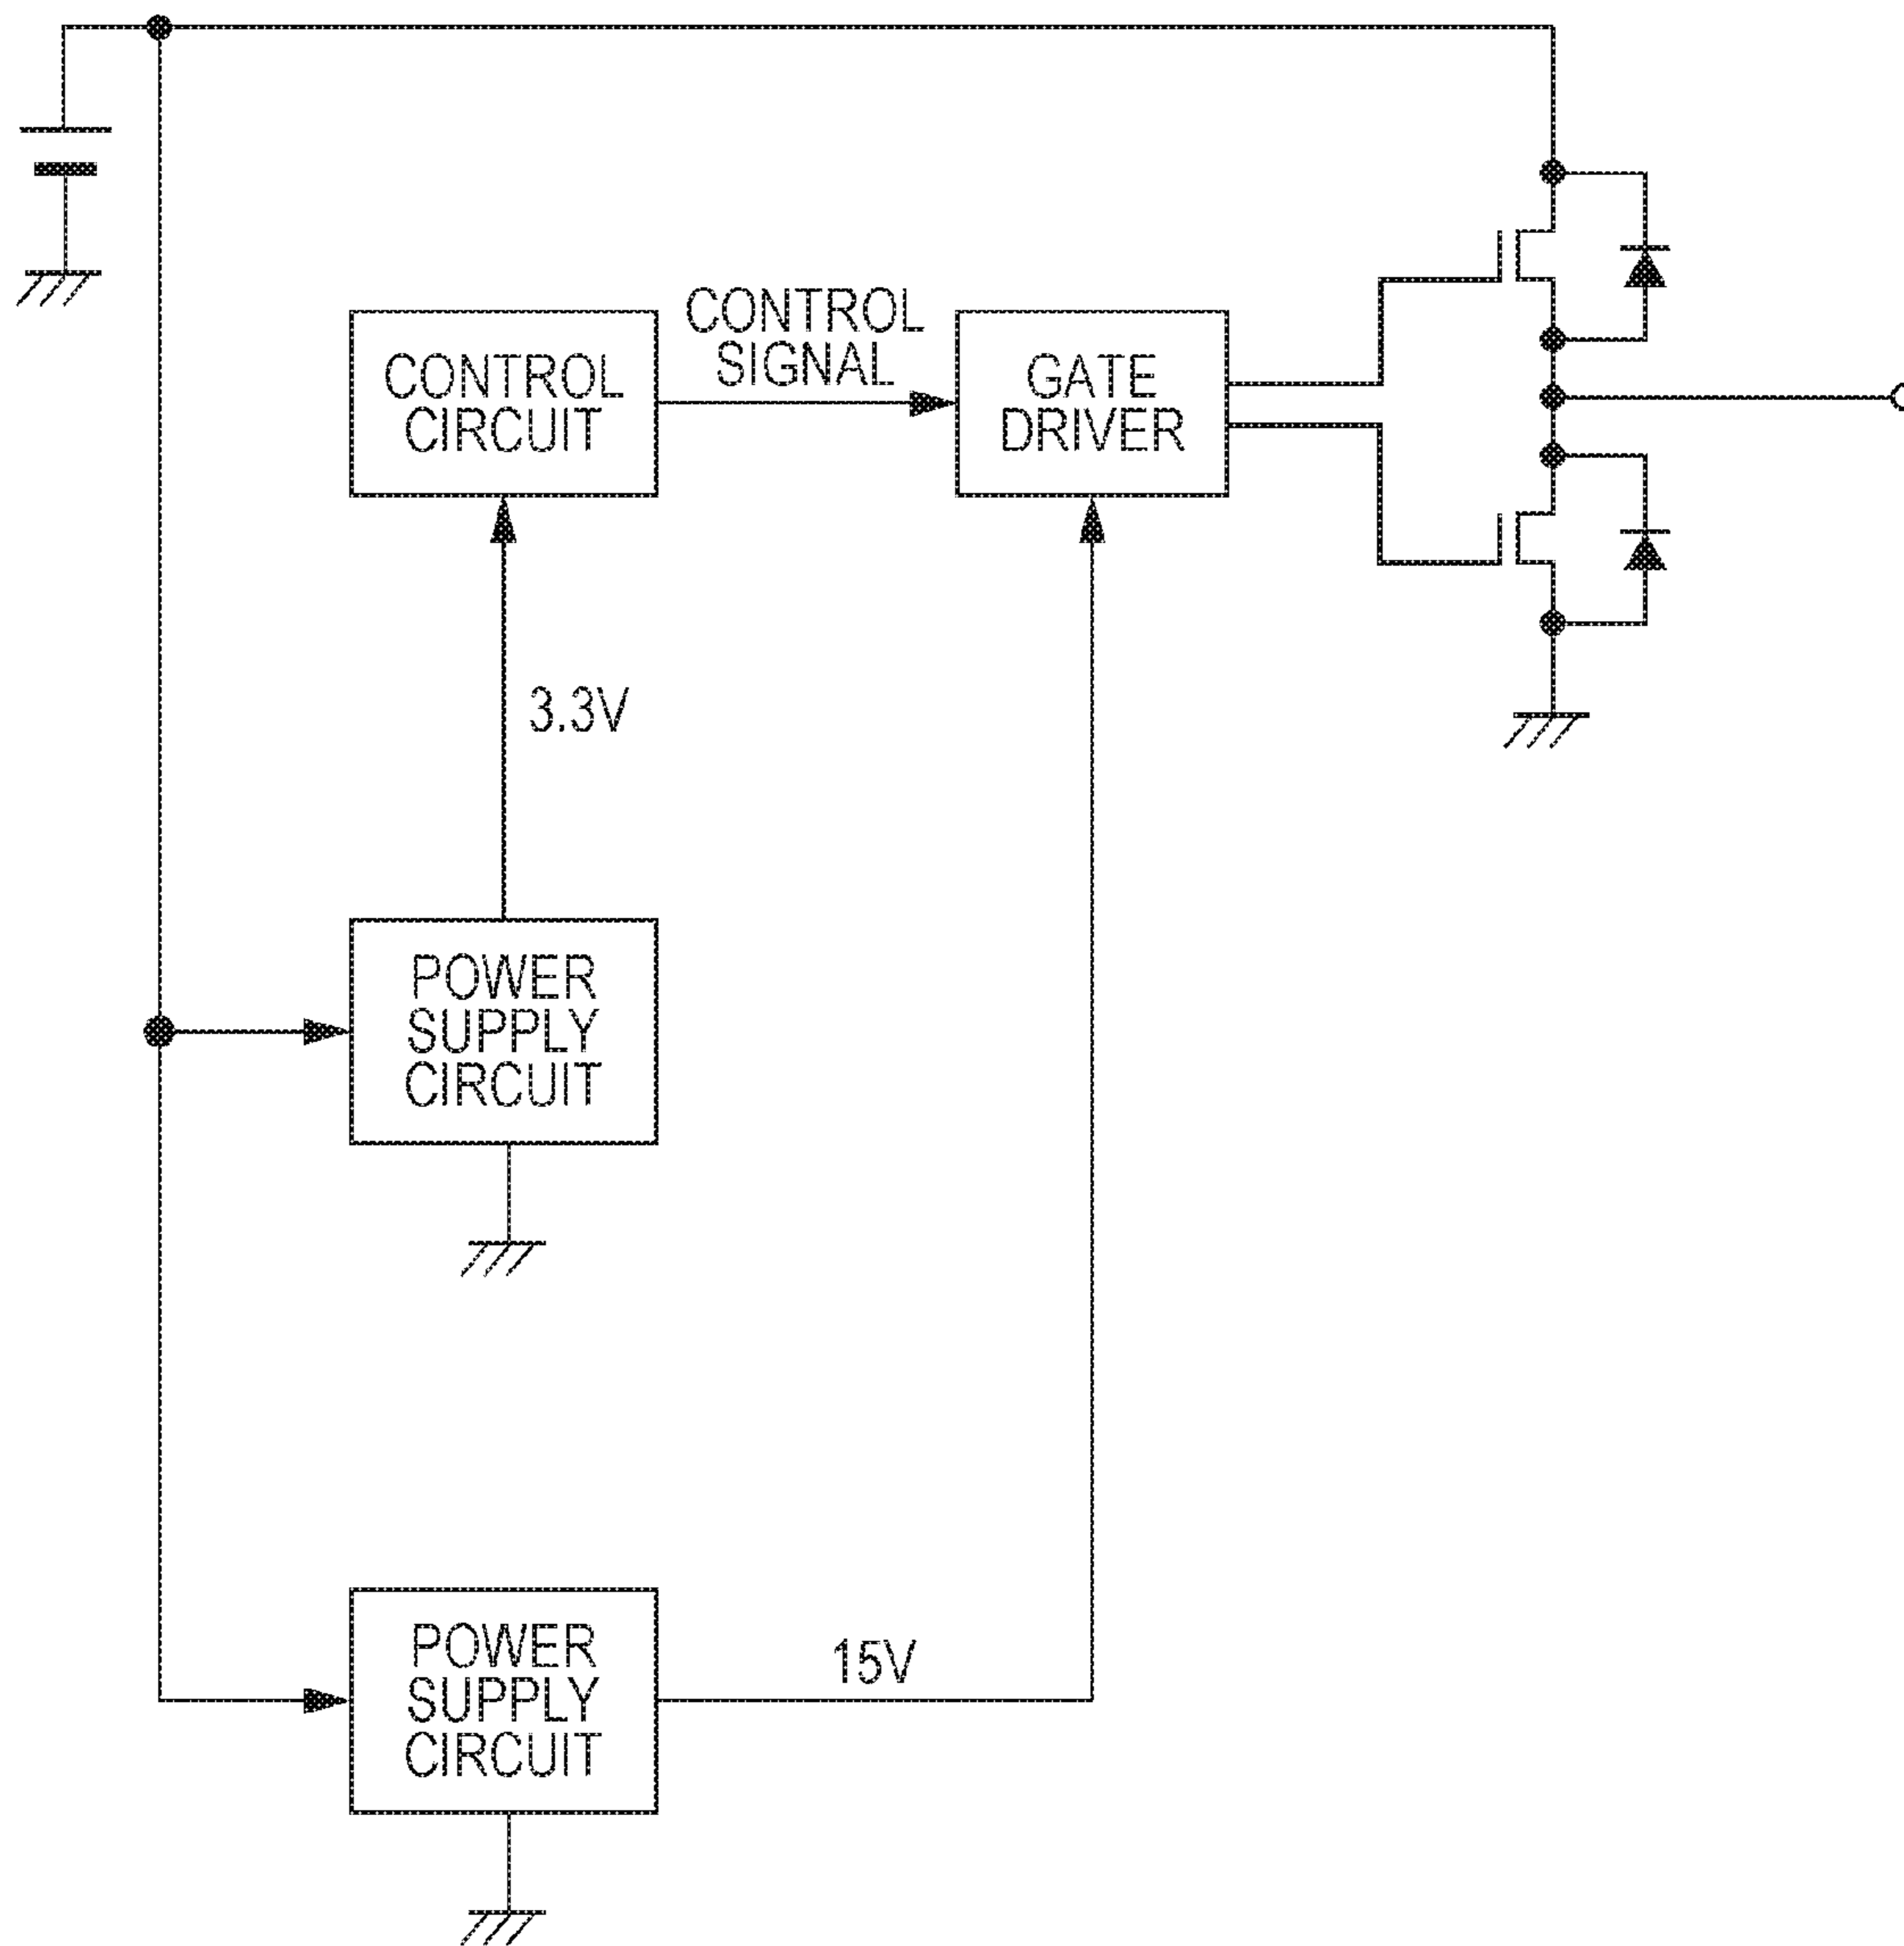 CONTROL
SIGNAL
CONTROL
CIRCUIT
GATE
DRIVER
3.3V
POWER
SUPPLY
CIRCUIT
POWER
SUPPLY
CIRCUIT
15V